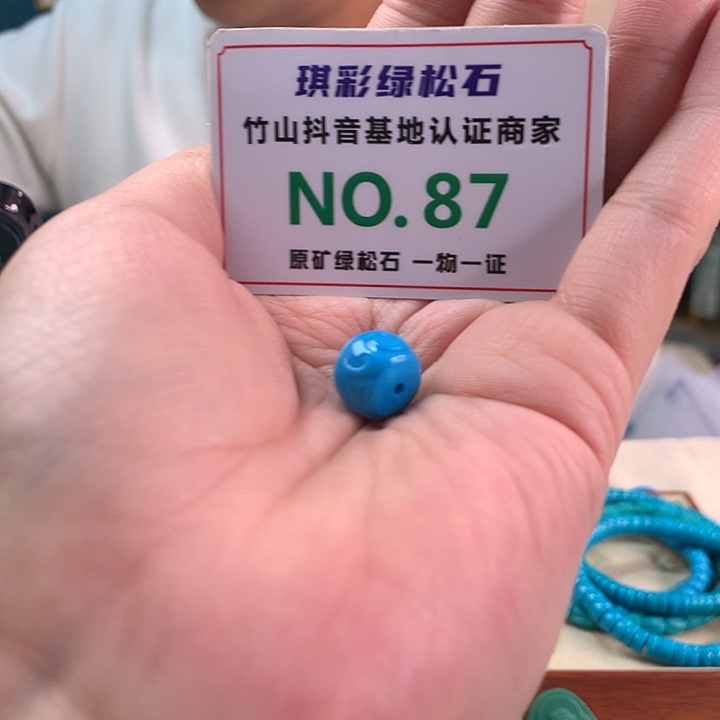 琪彩绿松石
竹山抖音基地认证商家
NO.87
原矿绿松石 一物一证